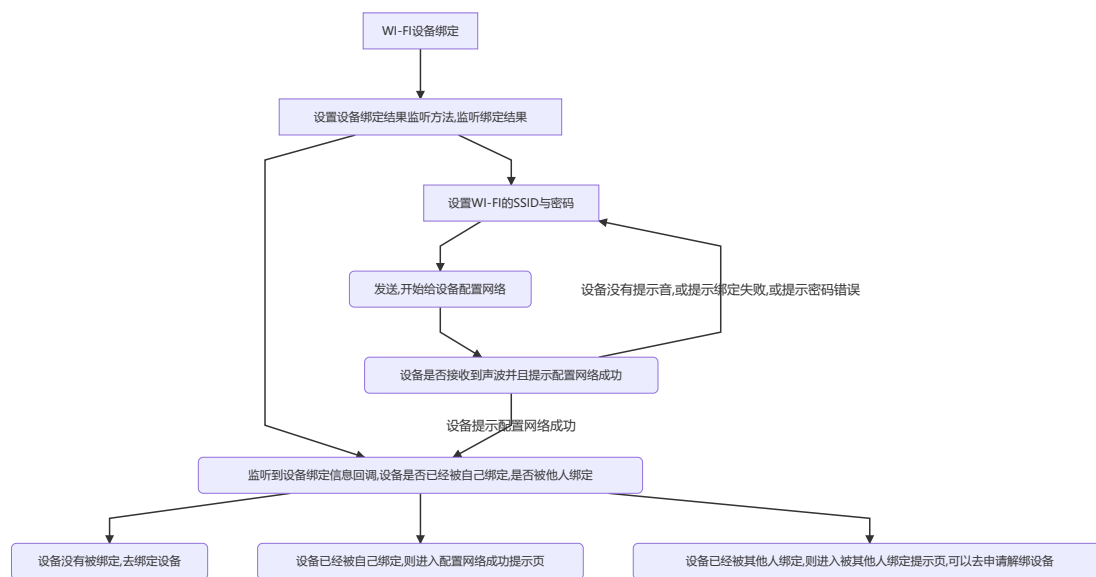 WI-FI设备绑定
设置设备绑定结果监听方法,监听绑定结果
设置WI-FI的SSID与密码
发送,开始给设备配置网络
设备没有提示音,或提示绑定失败,或提示密码错误
设备是否接收到声波并且提示配置网络成功
设备提示配置网络成功
监听到设备绑定信息回调,设备是否已经被自己绑定,是否被他人绑定
设备没有被绑定,去绑定设备
设备已经被自己绑定,则进入配置网络成功提示页
设备已经被其他人绑定,则进入被其他人绑定提示页,可以去申请解绑设备